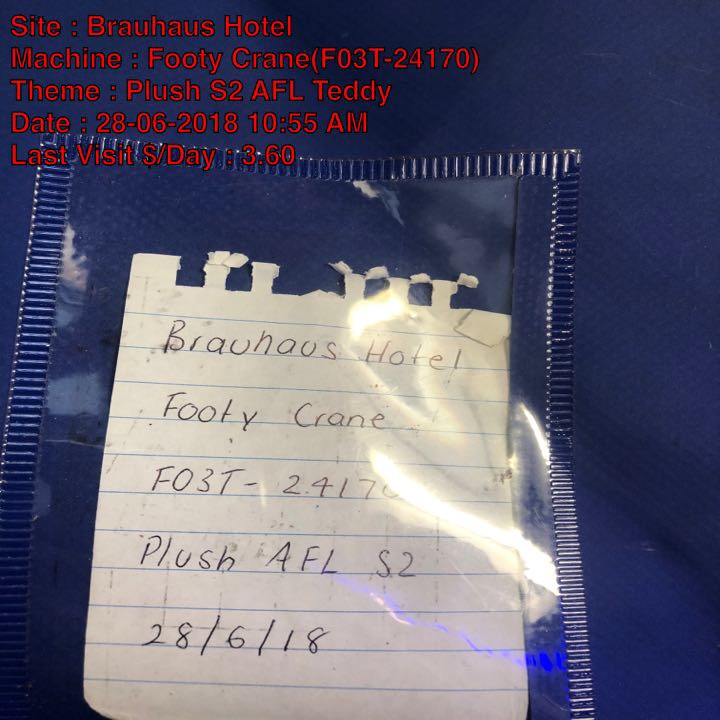 Site : Brauhaus Hotel
Machine : Footy Crane(F03T-24170)
Theme : Plush S2 AFL Teddy
Date : 28-06-2018 10:55 AM
Last Visit $/Day : 3.60
Brauhaus Hotel
Footy Crane
F03T- 24170
Plush AFL S2
28/6/18